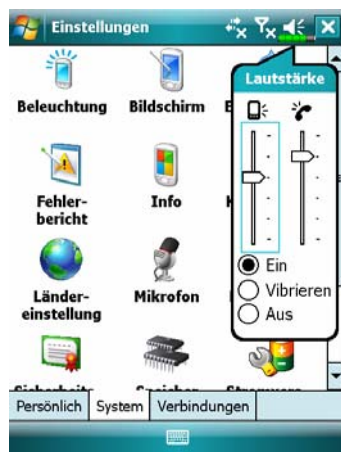 Einstellungen
Lautstärke
Beleuchtung Bildschirm
Fehler-
bericht
Info
Länder-
einstellung
Mikrofon
Ein
Vibrieren
Aus
Persönlich System Verbindungen